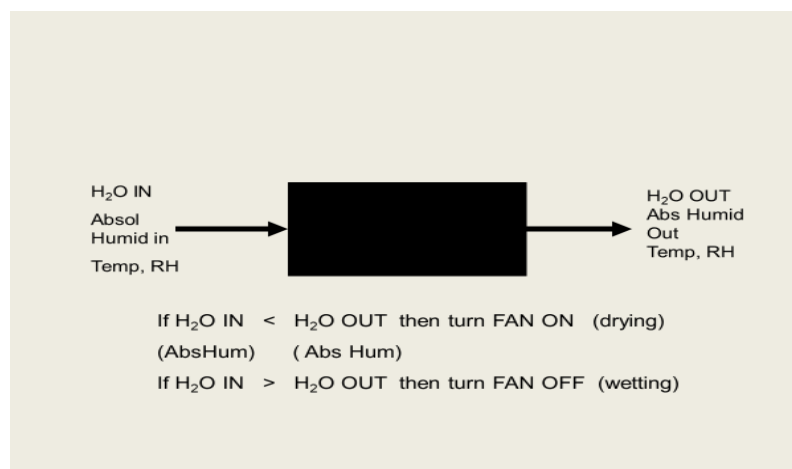 H₂O IN
Absol
Humid in
Temp, RH
H₂O OUT
Abs Humid
Out
Temp, RH
If H₂O IN < H₂O OUT then turn FAN ON (drying)
(AbsHum) ( Abs Hum)
If H₂O IN > H₂O OUT then turn FAN OFF (wetting)